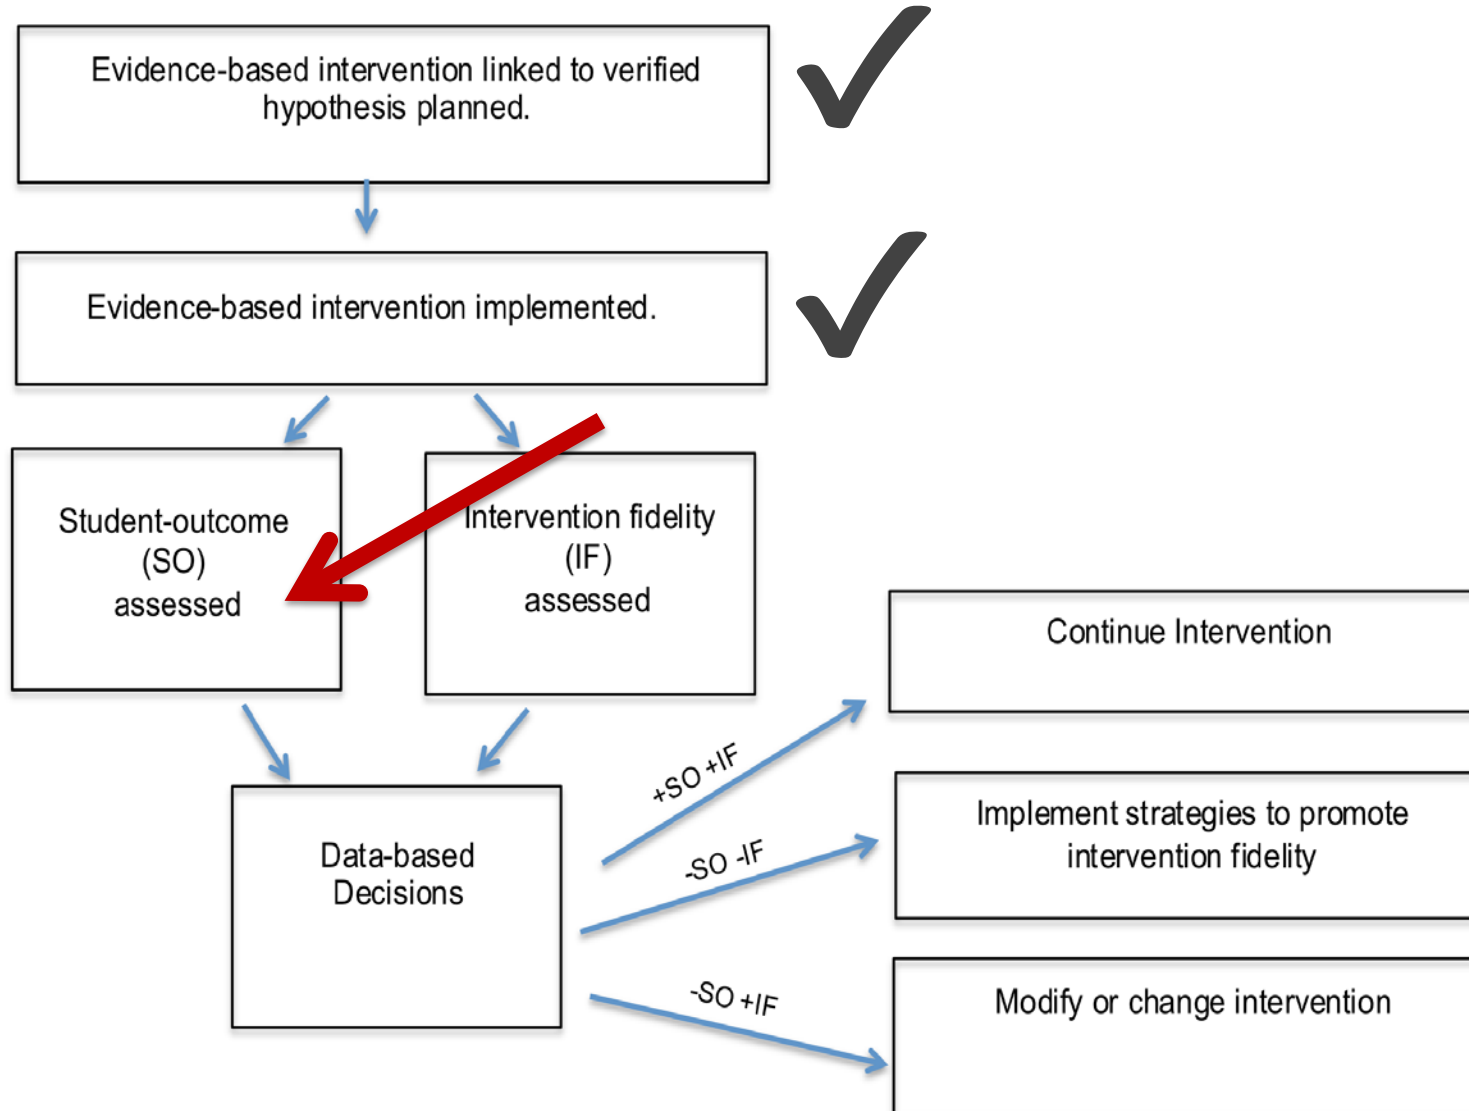 Evidence-based intervention linked to verified
hypothesis planned.
Evidence-based intervention implemented.
Student-outcome
(SO)
assessed
Intervention fidelity
(IF)
assessed
Data-based
Decisions
+SO +IF
-SO -IF
-SO +IF
Continue Intervention
Implement strategies to promote
intervention fidelity
Modify or change intervention